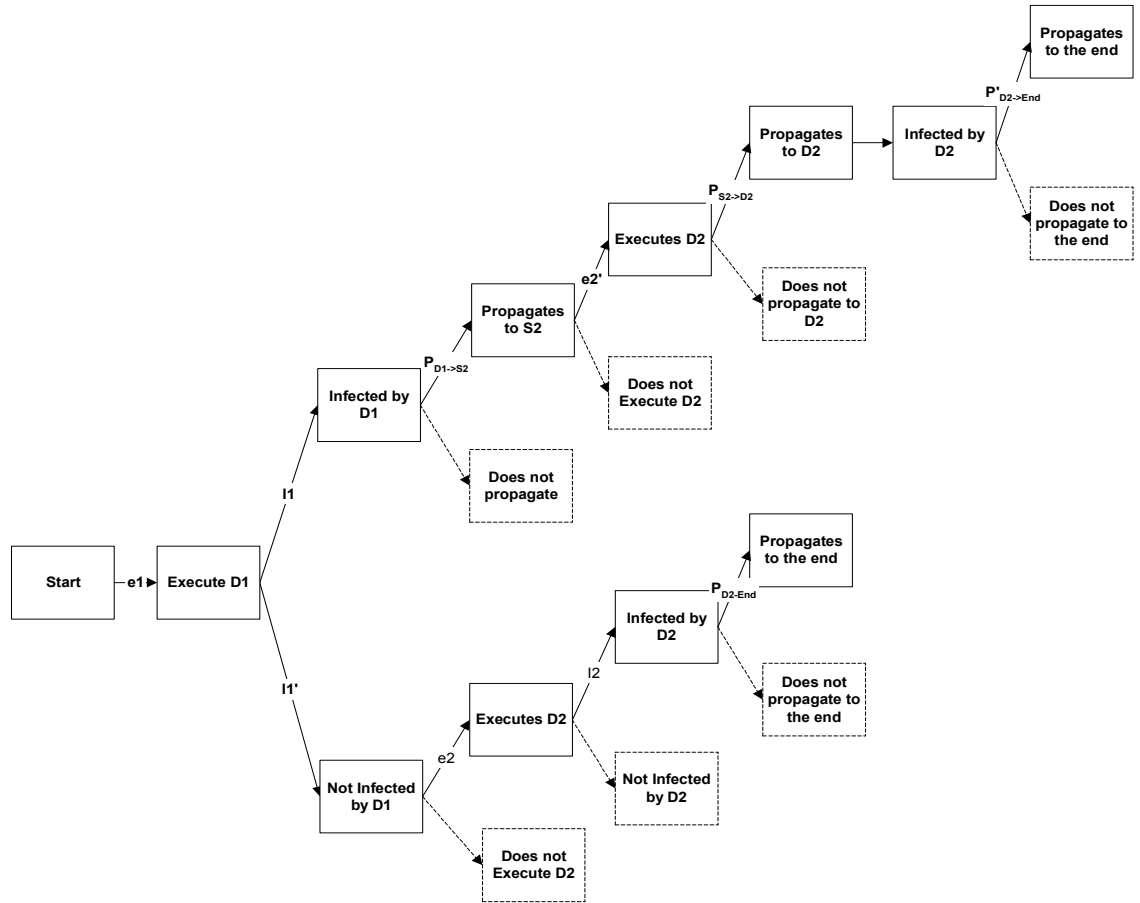 Propagates
to the end
P'D2->End
Propagates
to D2
Infected by
D2
PS2->D2
Does not
propagate to
the end
Executes D2
e2'
Does not
propagate to
D2
Propagates
to S2
PD1->S2
Does not
Execute D2
Infected by
D1
Does not
propagate
I1
Propagates
to the end
Start
e1
Execute D1
PD2-End
Infected by
D2
I2
Does not
propagate to
the end
I1'
Executes D2
e2
Not Infected
by D2
Not Infected
by D1
Does not
Execute D2